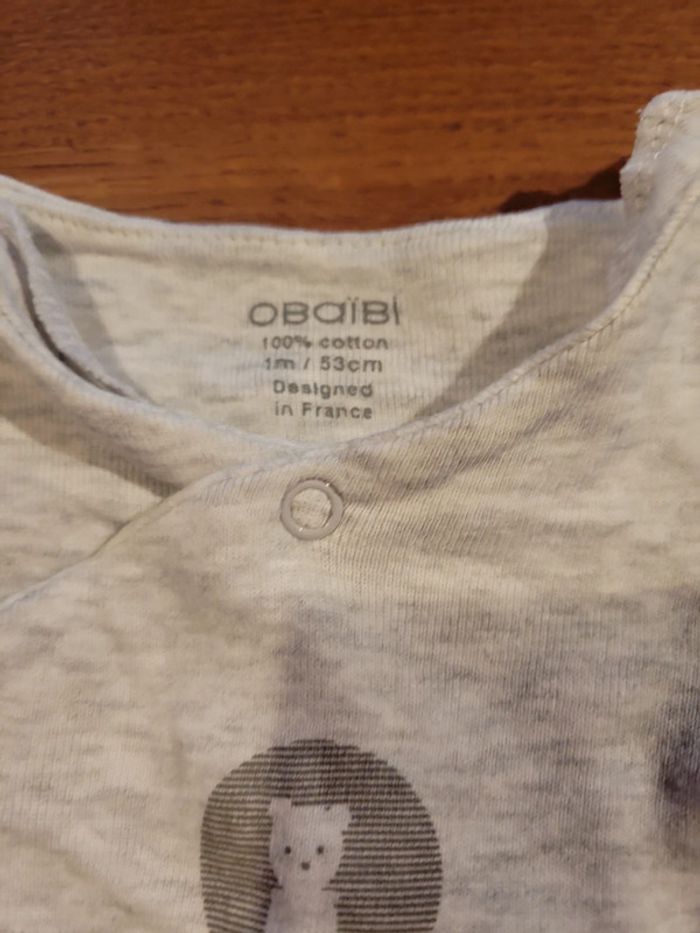 OBaïBi
100% cotton
1m / 53cm
Designed
in France